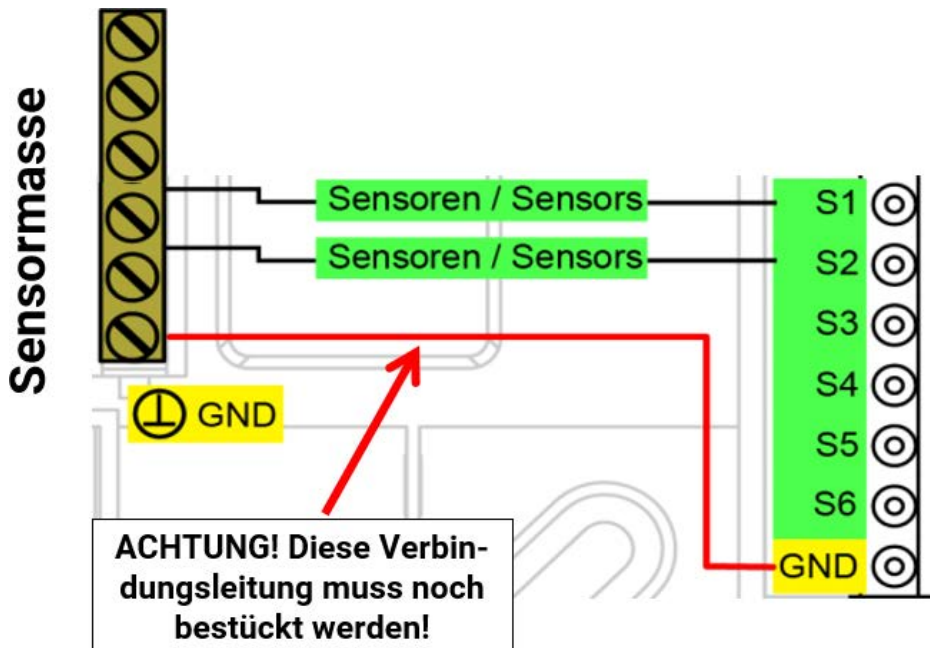 Sensormasse
Sensoren / Sensors
S1
Sensoren / Sensors
S2
S3
S4
S5
S6
GND
GND
ACHTUNG! Diese Verbin-
dungsleitung muss noch
bestückt werden!